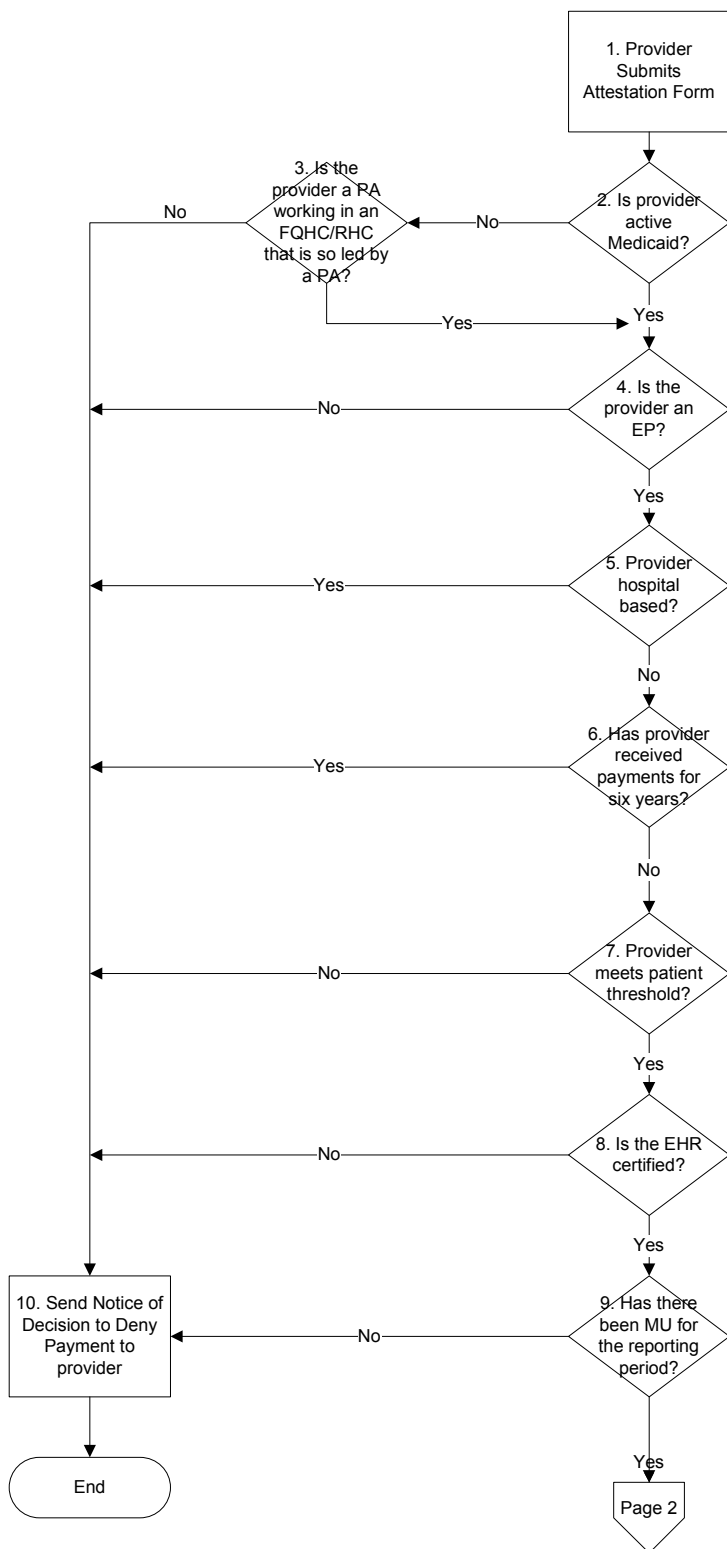 1. Provider
Submits
Attestation Form
3. Is the
provider a PA
working in an
FQHC/RHC
that is so led by
a PA?
No
No
2. Is provider
active
Medicaid?
Yes
Yes
4. Is the
provider an
EP?
No
Yes
5. Provider
hospital
based?
Yes
No
6. Has provider
received
payments for
six years?
Yes
No
7. Provider
meets patient
threshold?
No
Yes
8. Is the EHR
certified?
No
Yes
9. Has there
been MU for
the reporting
period?
No
10. Send Notice of
Decision to Deny
Payment to
provider
Yes
End
Page 2